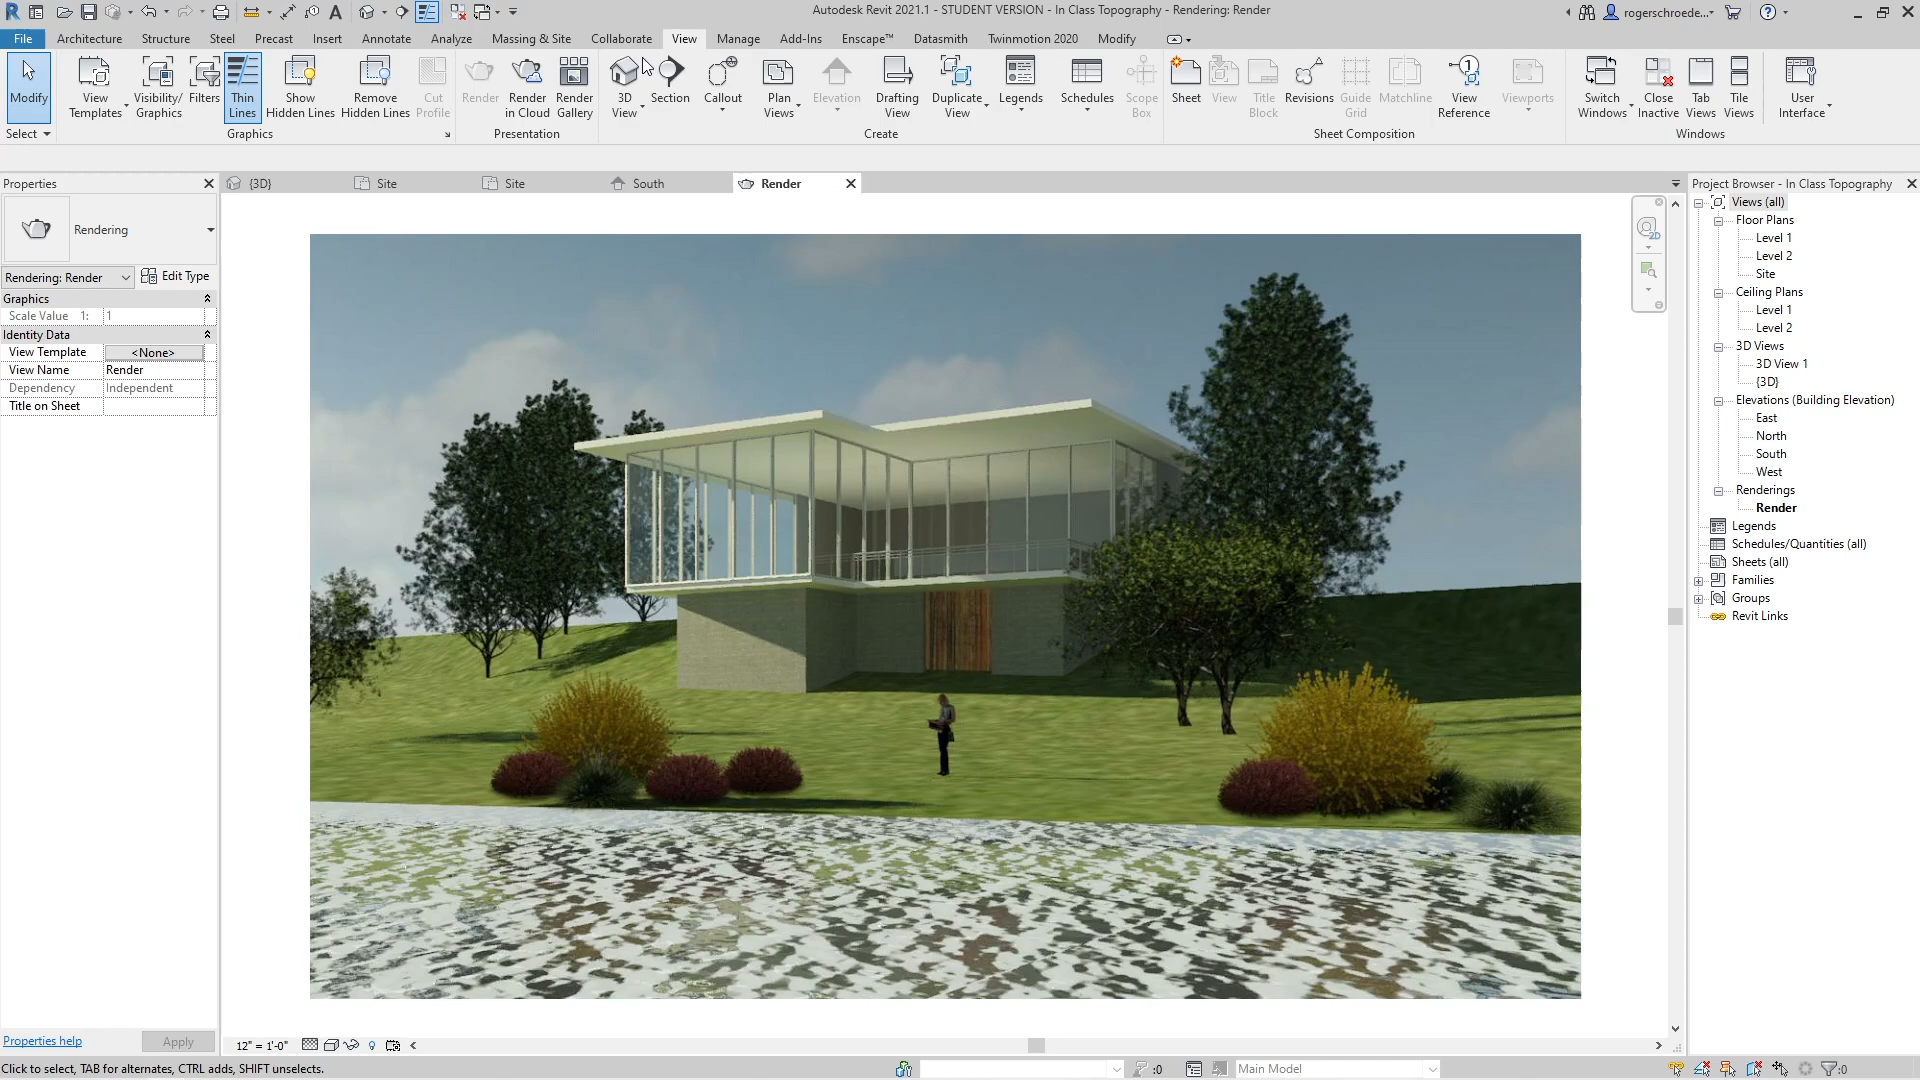 Autodesk Revit 2021.1 - STUDENT VERSION - In Class Topography - Rendering: Render
rogerschroede...
File Architecture Structure Steel Precast Insert Annotate Analyze Massing & Site Collaborate View Manage Add-Ins Enscape™ Datasmith Twinmotion 2020 Modify
Modify
View Templates
Visibility/ Graphics
Filters
Thin Lines
Show Hidden Lines
Remove Hidden Lines
Cut Profile
Render
Render in Cloud
Render Gallery
3D View
Section
Callout
Plan Views
Elevation
Drafting View
Duplicate View
Legends
Schedules
Scope Box
Sheet
View
Title Block
Revisions
Guide Grid
Matchline
View Reference
Viewports
Switch Windows
Close Inactive
Tab Views
Tile Views
User Interface
Select Graphics Presentation Create Sheet Composition Windows
Properties
{3D} Site Site South Render
Project Browser - In Class Topography
Rendering
Rendering: Render Edit Type
Graphics
Scale Value 1: 1
Identity Data
View Template <None>
View Name Render
Dependency Independent
Title on Sheet
Properties help Apply
2D
Views (all)
Floor Plans
Level 1
Level 2
Site
Ceiling Plans
Level 1
Level 2
3D Views
3D View 1
{3D}
Elevations (Building Elevation)
East
North
South
West
Renderings
Render
Legends
Schedules/Quantities (all)
Sheets (all)
Families
Groups
Revit Links
12" = 1'-0"
Click to select, TAB for alternates, CTRL adds, SHIFT unselects.
:0
Main Model
:0